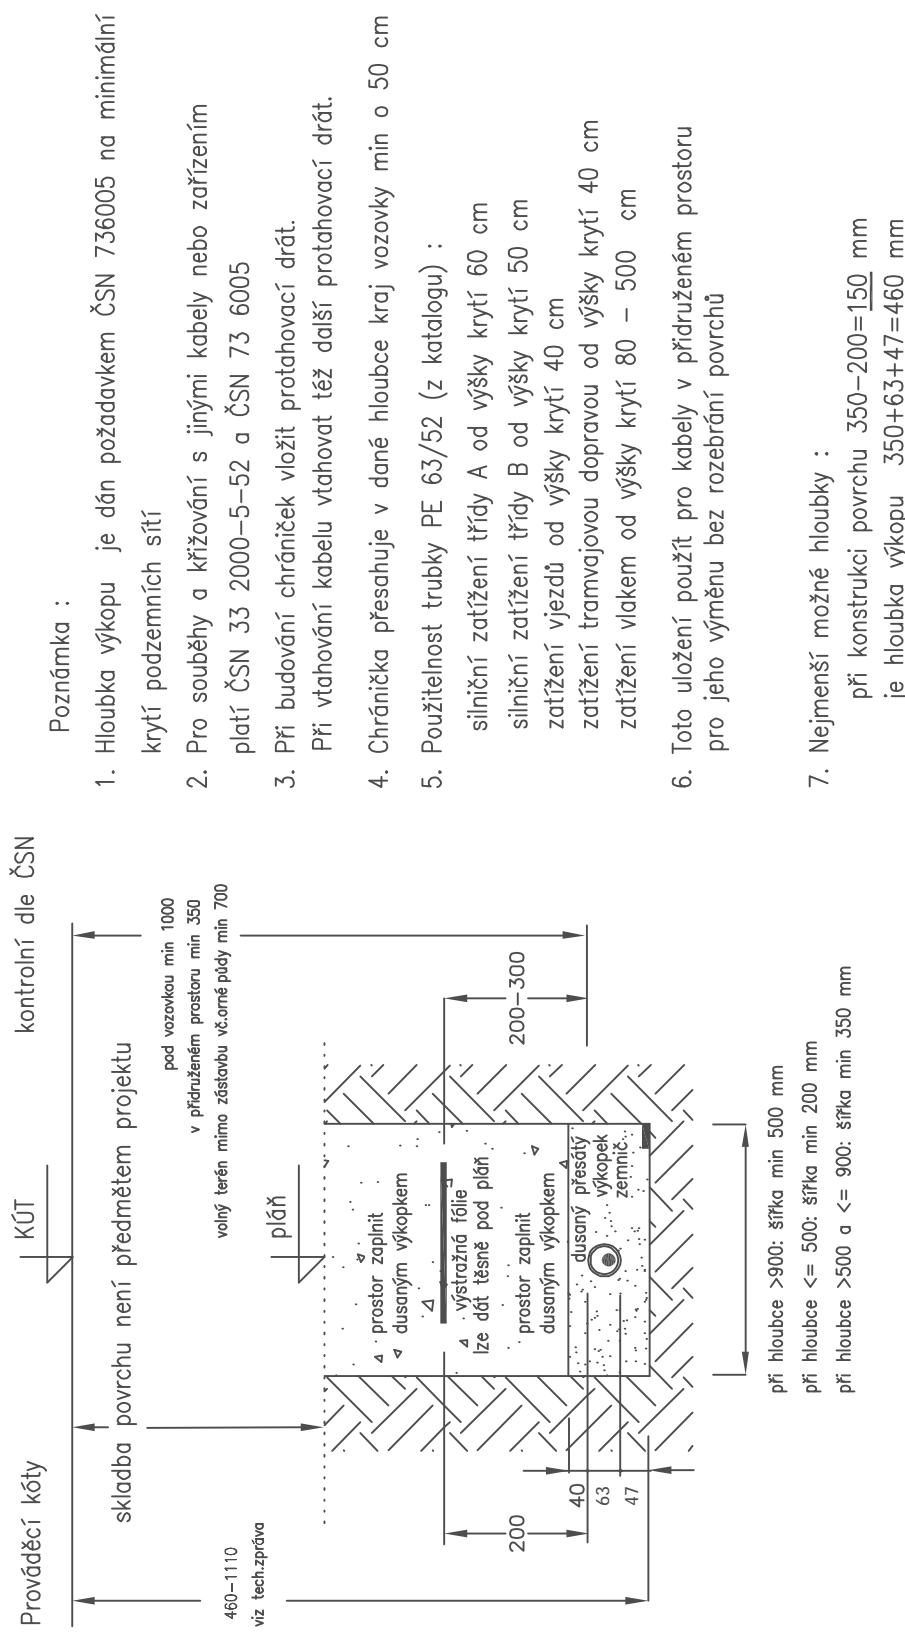 Prováděcí kóty
KÚT
kontrolní dle ČSN
skladba povrchu není předmětem projektu
pod vozovkou min 1000
v přidruženém prostoru min 350
volný terén mimo zástavbu vč.orné půdy min 700
460-1110
viz tech.zpráva
pláň
prostor zaplnit
dusaným výkopkem
výstražná fólie
lze dát těsně pod pláň
200
200-300
prostor zaplnit
dusaným výkopkem
dusaný přesátý
výkopek
zemnič
40
63
47
při hloubce >900: šířka min 500 mm
při hloubce <= 500: šířka min 200 mm
při hloubce >500 a <= 900: šířka min 350 mm
Poznámka :
1. Hloubka výkopu je dán požadavkem ČSN 736005 na minimální
krytí podzemních sítí
2. Pro souběhy a křižování s jinými kabely nebo zařízením
platí ČSN 33 2000-5-52 a ČSN 73 6005
3. Při budování chrániček vložit protahovací drát.
Při vtahování kabelu vtahovat též další protahovací drát.
4. Chránička přesahuje v dané hloubce kraj vozovky min o 50 cm
5. Použitelnost trubky PE 63/52 (z katalogu) :
silniční zatížení třídy A od výšky krytí 60 cm
silniční zatížení třídy B od výšky krytí 50 cm
zatížení vjezdů od výšky krytí 40 cm
zatížení tramvajovou dopravou od výšky krytí 40 cm
zatížení vlakem od výšky krytí 80 - 500 cm
6. Toto uložení použít pro kabely v přidruženém prostoru
pro jeho výměnu bez rozebrání povrchů
7. Nejmenší možné hloubky :
při konstrukci povrchu 350-200=150 mm
je hloubka výkopu 350+63+47=460 mm